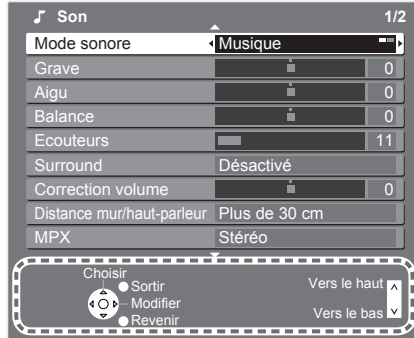 Son 1/2
Mode sonore Musique
Grave 0
Aigu 0
Balance 0
Ecouteurs 11
Surround Désactivé
Correction volume 0
Distance mur/haut-parleur Plus de 30 cm
MPX Stéréo
Choisir
Sortir Vers le haut
Modifier
Revenir Vers le bas